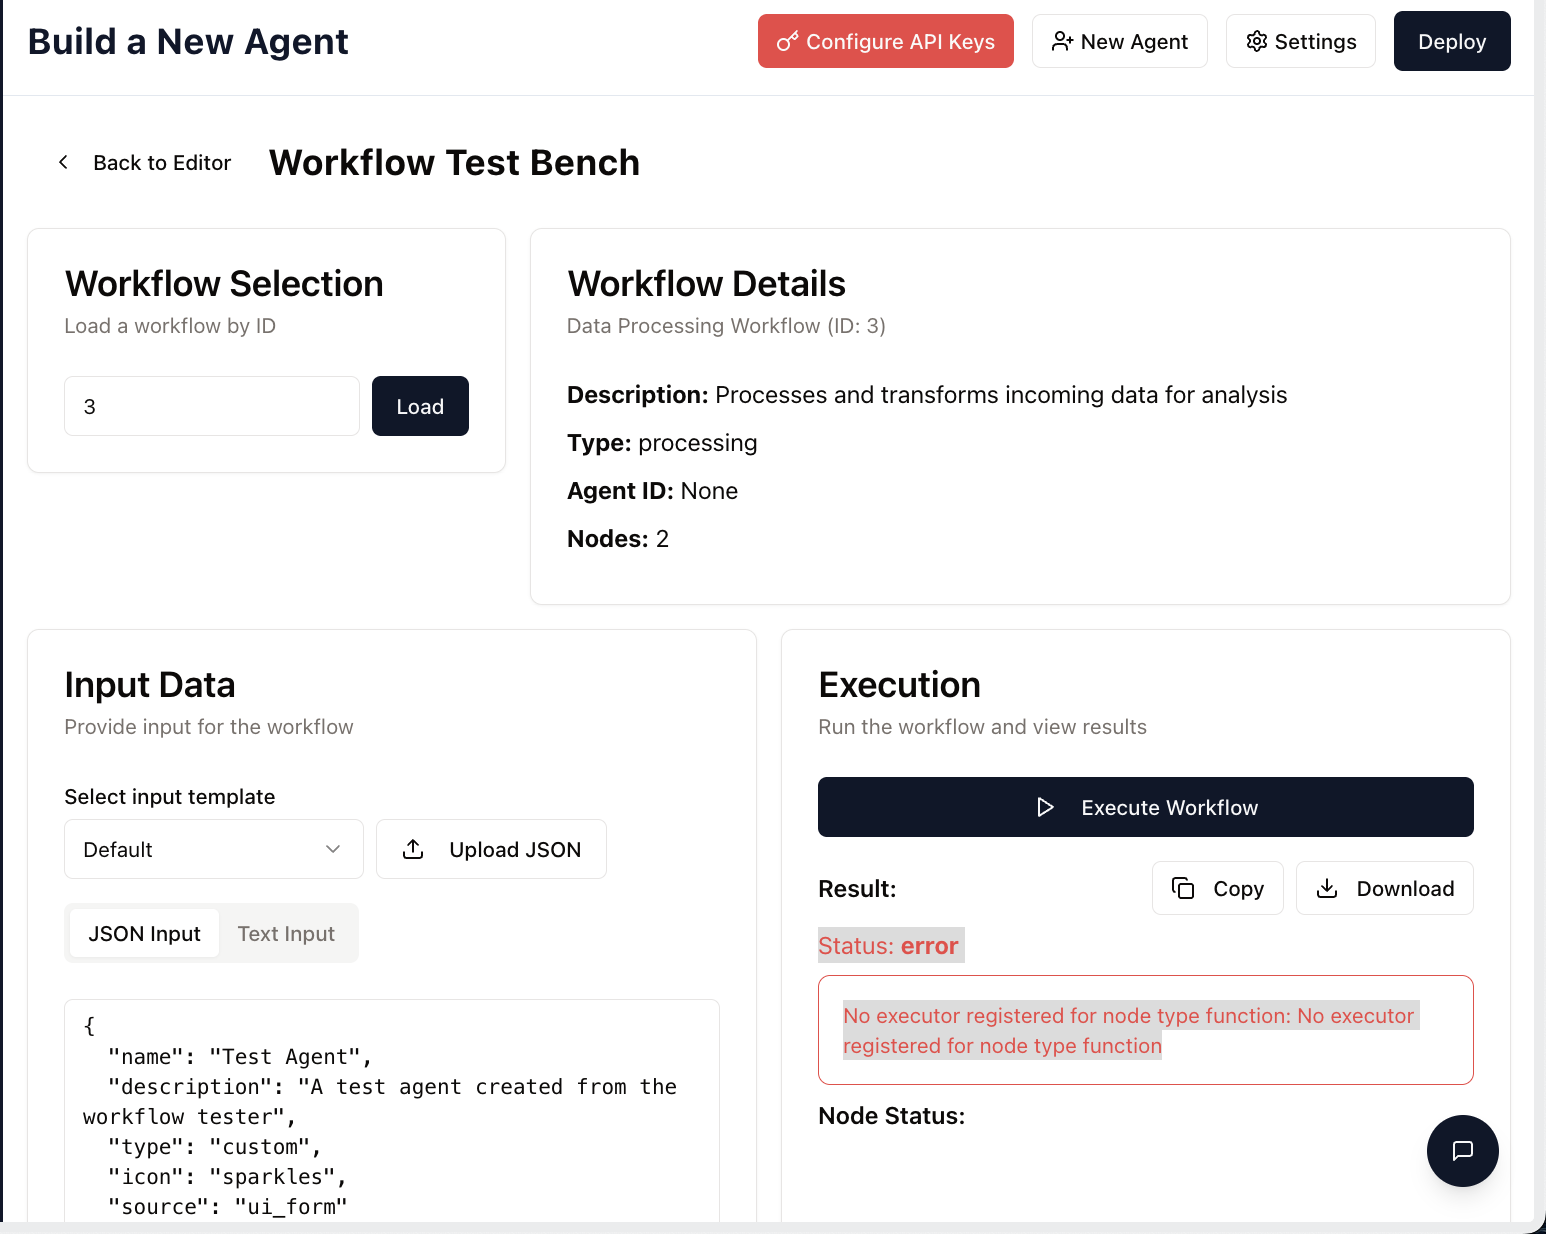 Build a New Agent
Configure API Keys
New Agent
Settings
Deploy
Back to Editor
Workflow Test Bench
Workflow Selection
Load a workflow by ID
3
Load
Workflow Details
Data Processing Workflow (ID: 3)
Description: Processes and transforms incoming data for analysis
Type: processing
Agent ID: None
Nodes: 2
Input Data
Provide input for the workflow
Select input template
Default
Upload JSON
JSON Input
Text Input
{
"name": "Test Agent",
"description": "A test agent created from the
workflow tester",
"type": "custom",
"icon": "sparkles",
"source": "ui_form"
Execution
Run the workflow and view results
Execute Workflow
Result:
Copy
Download
Status: error
No executor registered for node type function: No executor
registered for node type function
Node Status: